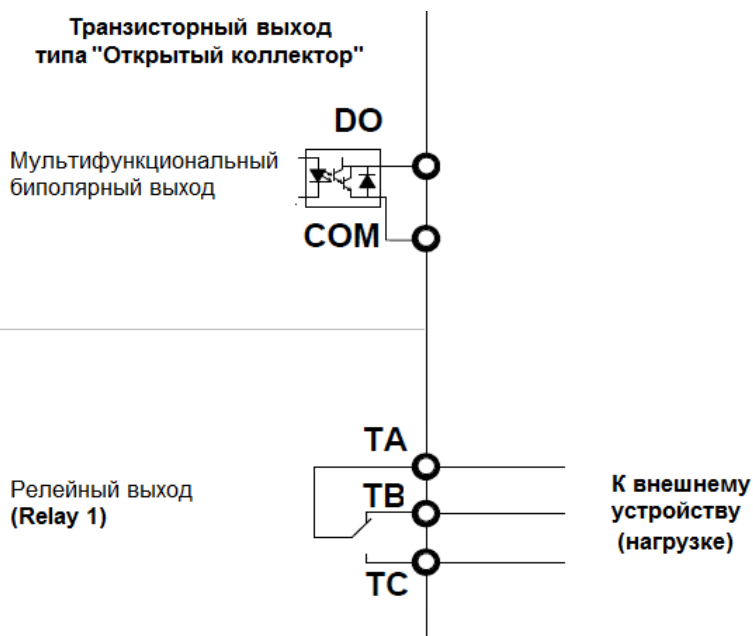 Транзисторный выход
типа "Открытый коллектор"
DO
Мультифункциональный
биполярный выход
COM
TA
Релейный выход
(Relay 1)
TB
TC
К внешнему
устройству
(нагрузке)